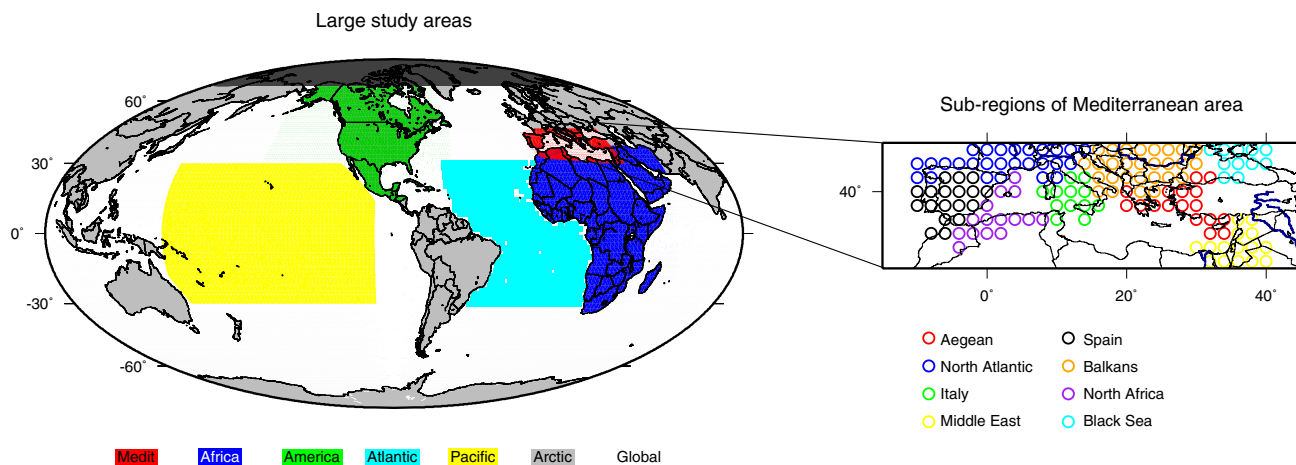 Large study areas
60°
30°
0°
-30°
-60°
Medit Africa America Atlantic Pacific Arctic Global
Sub-regions of Mediterranean area
40°
0° 20° 40°
Aegean Spain
North Atlantic Balkans
Italy North Africa
Middle East Black Sea